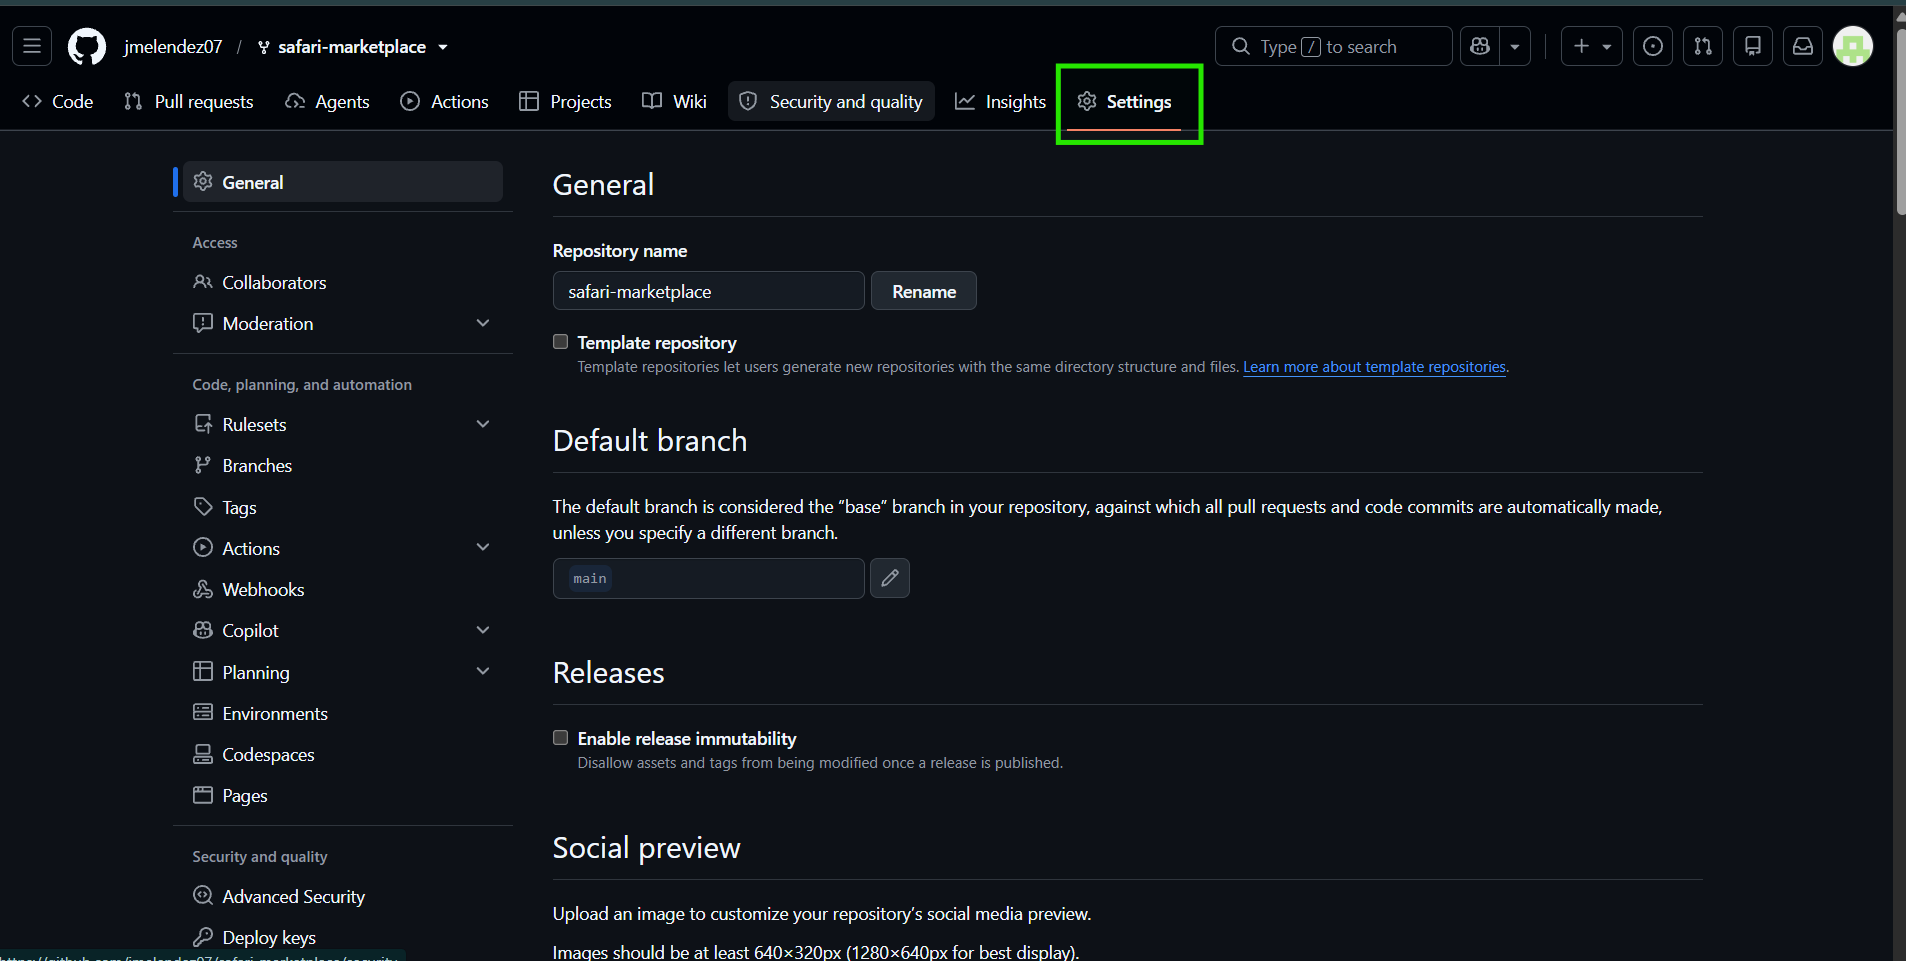 jmelendez07 / safari-marketplace
Type / to search
Code Pull requests Agents Actions Projects Wiki Security and quality Insights Settings
General
Access
Collaborators
Moderation
Code, planning, and automation
Rulesets
Branches
Tags
Actions
Webhooks
Copilot
Planning
Environments
Codespaces
Pages
Security and quality
Advanced Security
Deploy keys
General
Repository name
safari-marketplace Rename
Template repository
Template repositories let users generate new repositories with the same directory structure and files. Learn more about template repositories.
Default branch
The default branch is considered the “base” branch in your repository, against which all pull requests and code commits are automatically made,
unless you specify a different branch.
main
Releases
Enable release immutability
Disallow assets and tags from being modified once a release is published.
Social preview
Upload an image to customize your repository’s social media preview.
Images should be at least 640×320px (1280×640px for best display).
https://github.com/jmelendez07/safari-marketplace/security